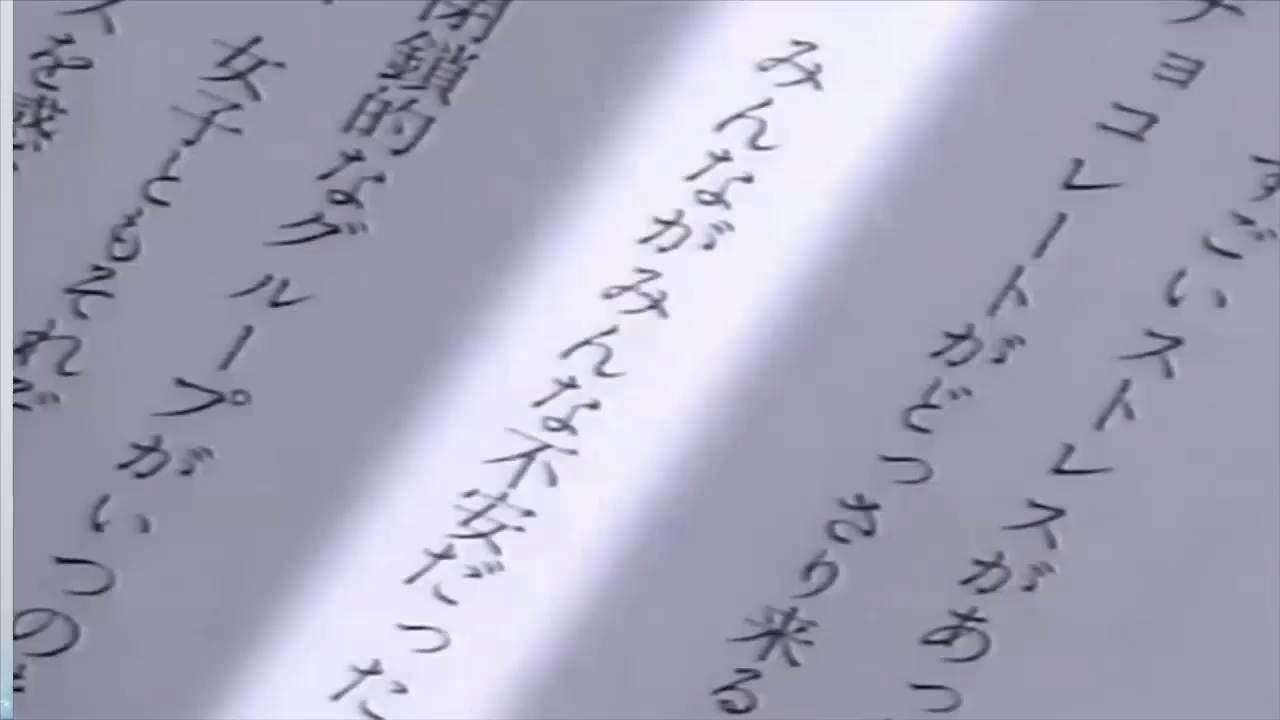 すごいストレスがあっ
チョコレートがどっさり来る
みんながみんな不安だった
閉鎖的なグループがいつの
女子ともそれ
スを